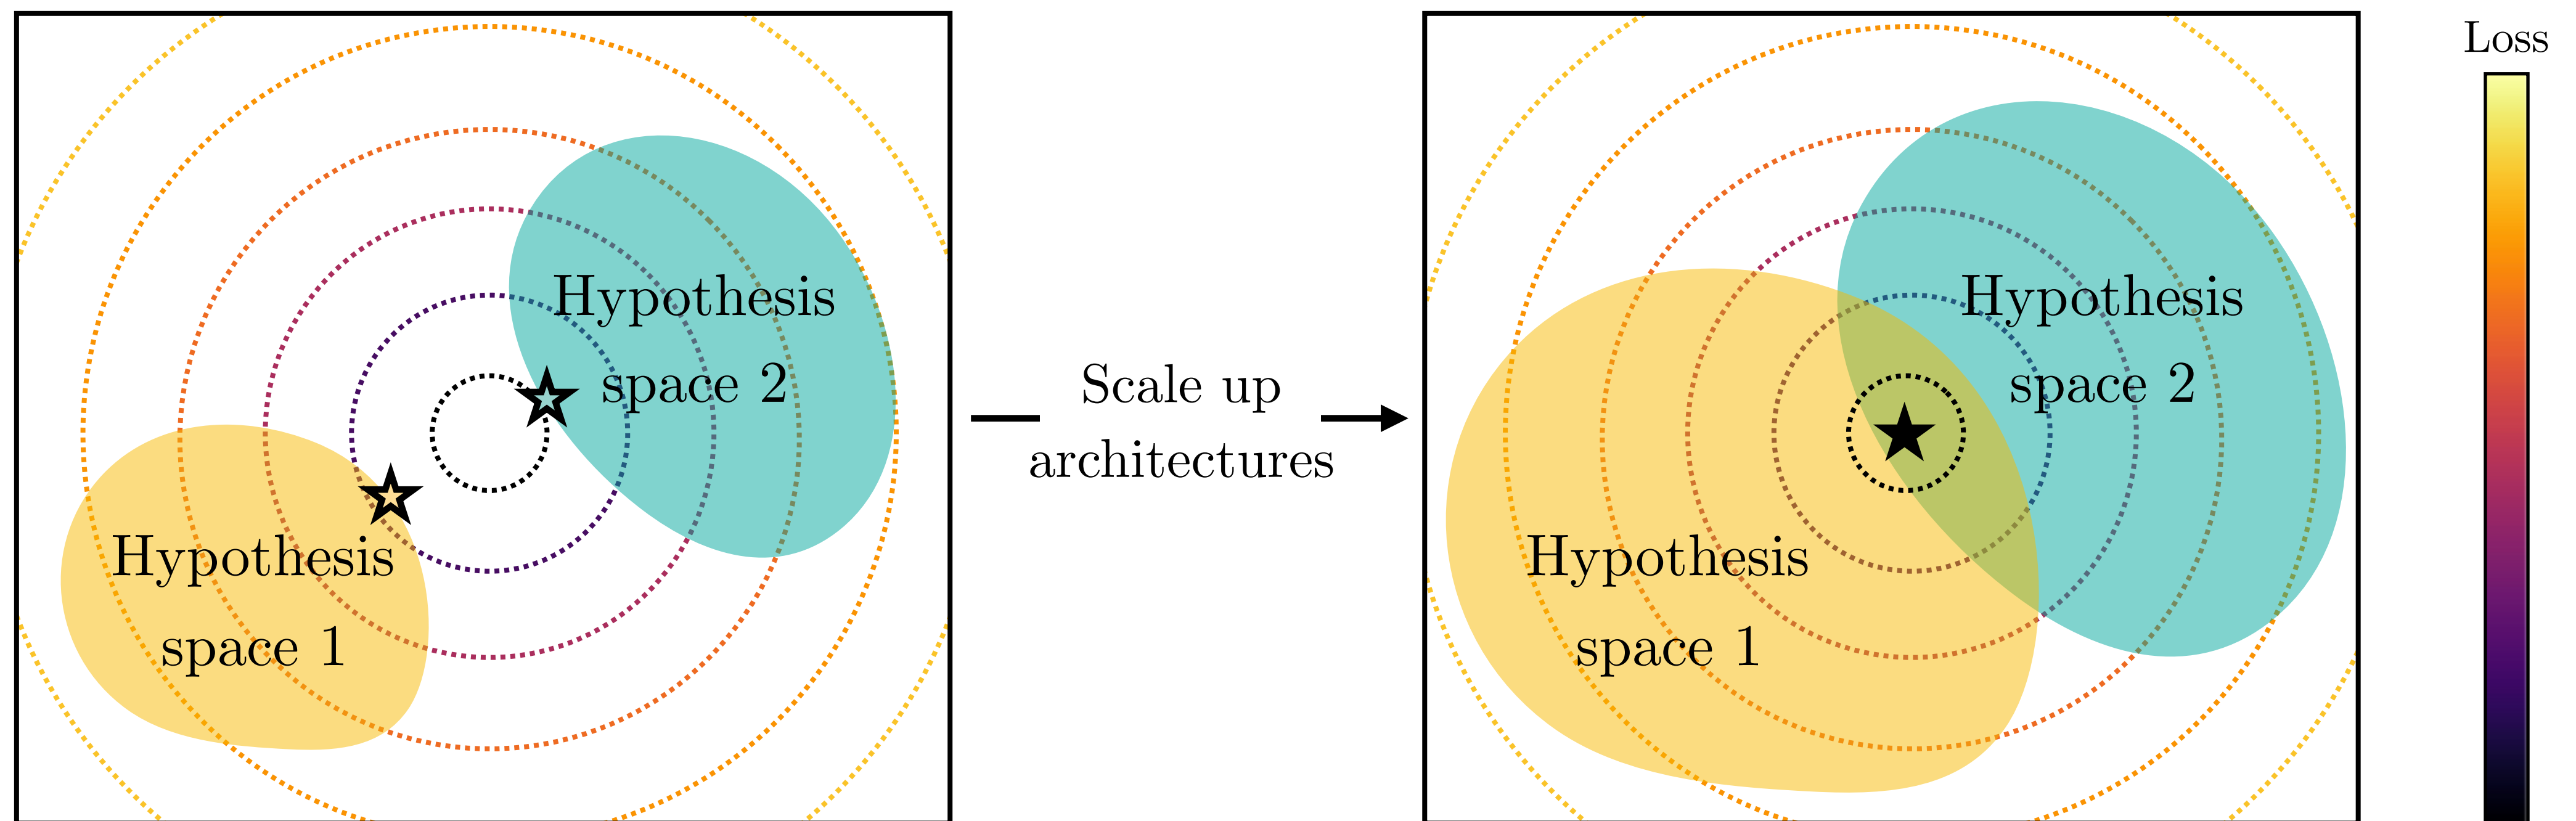 Hypothesis
space 2
Hypothesis
space 1
Scale up
architectures
Hypothesis
space 2
Hypothesis
space 1
Loss